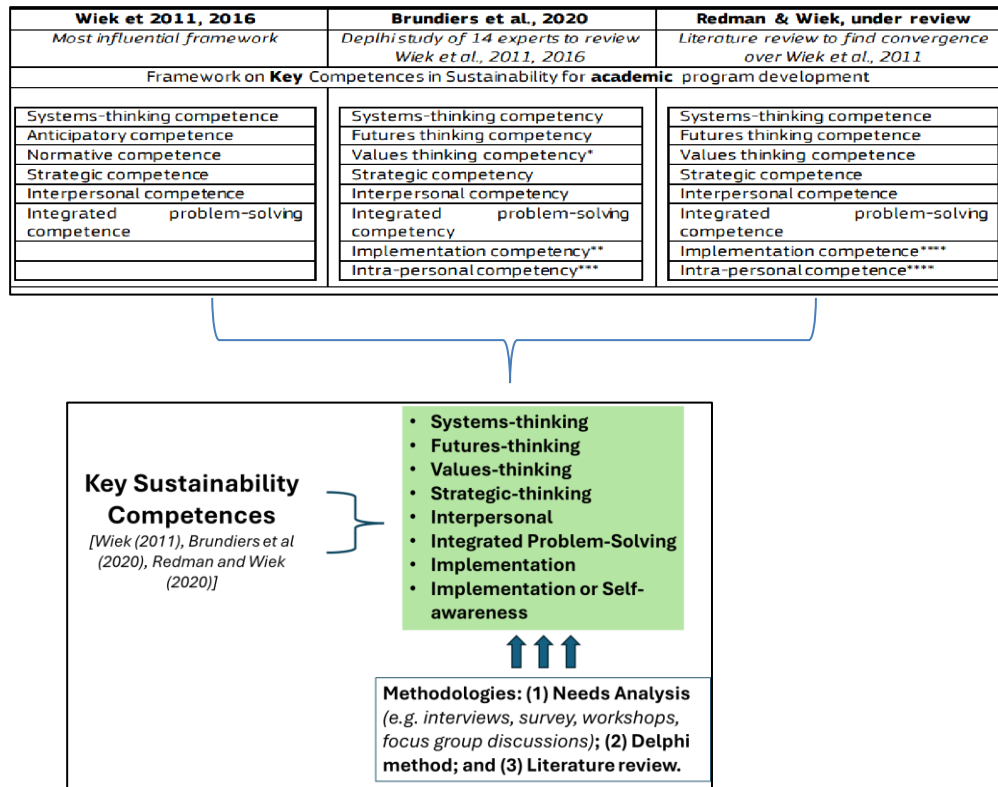 Wiek et 2011, 2016
Most influential framework
Brundiers et al., 2020
Deplhi study of 14 experts to review
Wiek et al., 2011, 2016
Redman & Wiek, under review
Literature review to find convergence
over Wiek et al., 2011
Framework on Key Competences in Sustainability for academic program development
Systems-thinking competence
Anticipatory competence
Normative competence
Strategic competence
Interpersonal competence
Integrated problem-solving
competence
Systems-thinking competency
Futures thinking competency
Values thinking competency*
Strategic competency
Interpersonal competency
Integrated problem-solving
competency
Implementation competency**
Intra-personal competency***
Systems-thinking competence
Futures thinking competence
Values thinking competence
Strategic competence
Interpersonal competence
Integrated problem-solving
competence
Implementation competence****
Intra-personal competence****
Key Sustainability
Competences
[Wiek (2011), Brundiers et al
(2020), Redman and Wiek
(2020)]
• Systems-thinking
• Futures-thinking
• Values-thinking
• Strategic-thinking
• Interpersonal
• Integrated Problem-Solving
• Implementation
• Implementation or Self-
awareness
Methodologies: (1) Needs Analysis
(e.g. interviews, survey, workshops,
focus group discussions); (2) Delphi
method; and (3) Literature review.